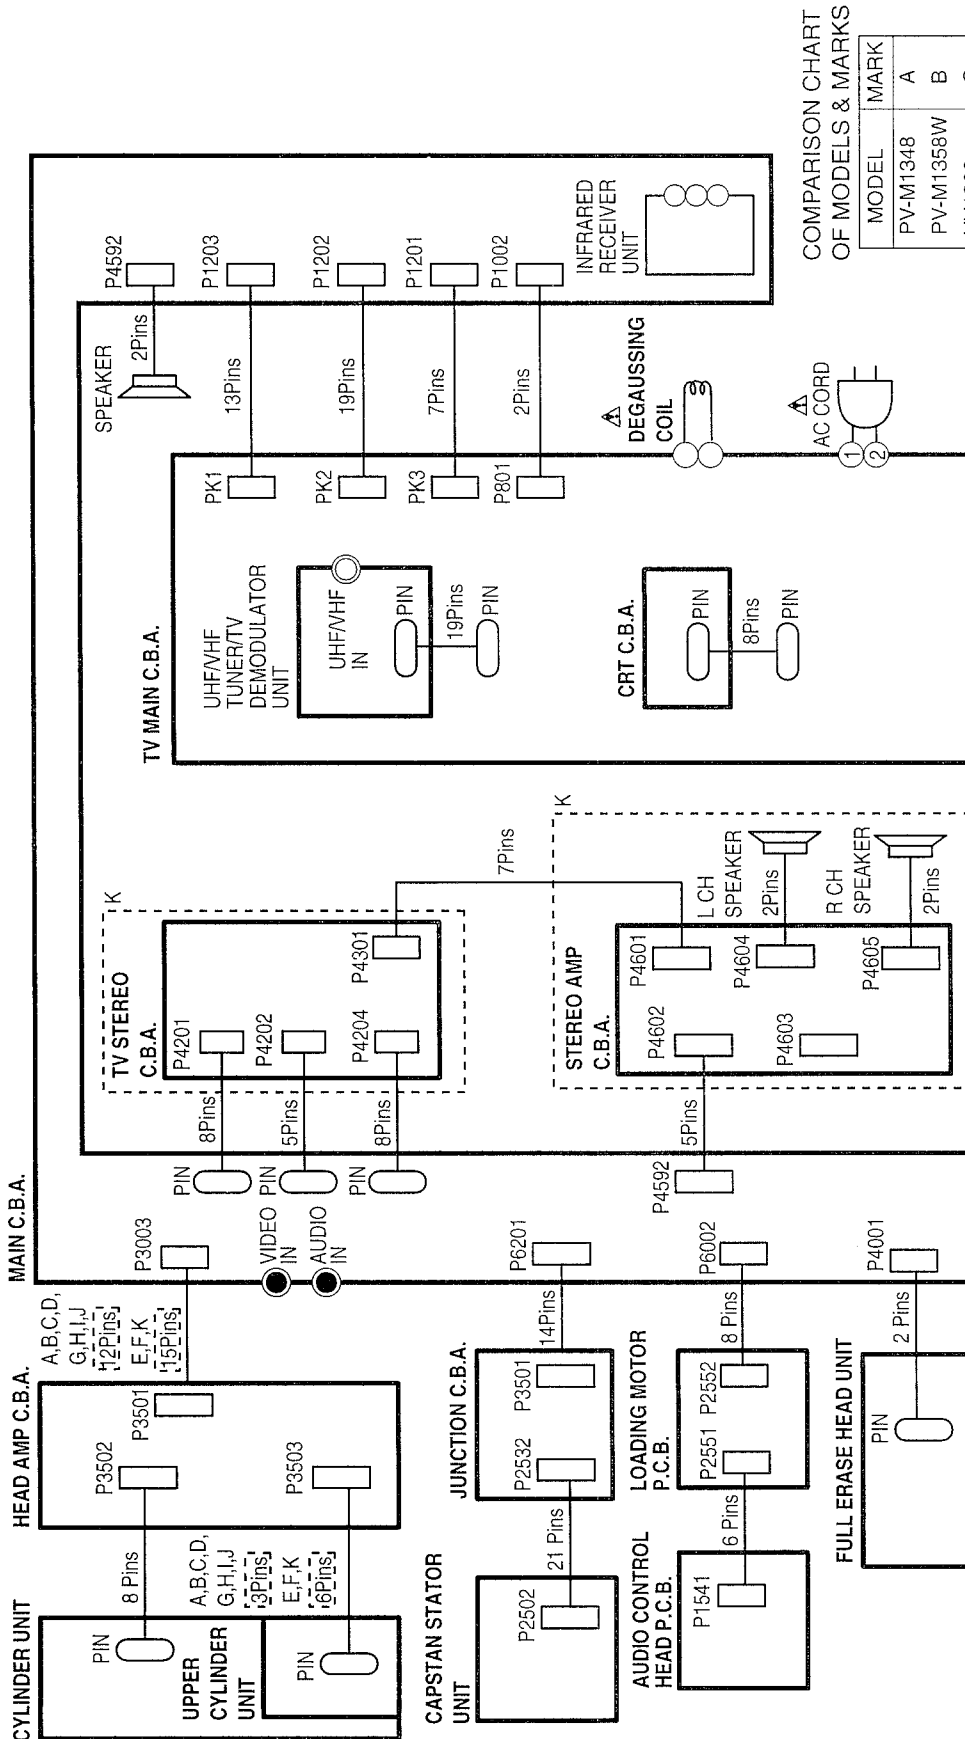 MAIN C.B.A.
CYLINDER UNIT
PIN
UPPER
CYLINDER
UNIT
PIN
8 Pins
A,B,C,D,
G,H,I,J
3Pins
E,F,K
6Pins
HEAD AMP C.B.A.
P3502
P3501
P3503
A,B,C,D,
G,H,I,J
12Pins
E,F,K
15Pins
P3003
VIDEO
IN
AUDIO
IN
CAPSTAN STATOR
UNIT
P2502
21 Pins
JUNCTION C.B.A.
P2532
P3501
14Pins
P6201
AUDIO CONTROL
HEAD P.C.B.
P1541
6 Pins
LOADING MOTOR
P.C.B.
P2551
P2552
8 Pins
P6002
FULL ERASE HEAD UNIT
PIN
2 Pins
P4001
PIN
8Pins
PIN
5Pins
PIN
8Pins
TV STEREO
C.B.A.
K
P4201
P4202
P4204
P4301
7Pins
P4592
5Pins
STEREO AMP
C.B.A.
K
P4602
P4603
P4601
P4604
P4605
L CH
SPEAKER
2Pins
R CH
SPEAKER
2Pins
TV MAIN C.B.A.
UHF/VHF
TUNER/TV
DEMODULATOR
UNIT
UHF/VHF
IN
PIN
19Pins
PIN
CRT C.B.A.
PIN
8Pins
PIN
PK1
PK2
PK3
P801
SPEAKER
2Pins
13Pins
19Pins
7Pins
2Pins
DEGAUSSING
COIL
AC CORD
1
2
P4592
P1203
P1202
P1201
P1002
INFRARED
RECEIVER
UNIT
COMPARISON CHART
OF MODELS & MARKS
MODEL MARK
PV-M1348 A
PV-M1358W B